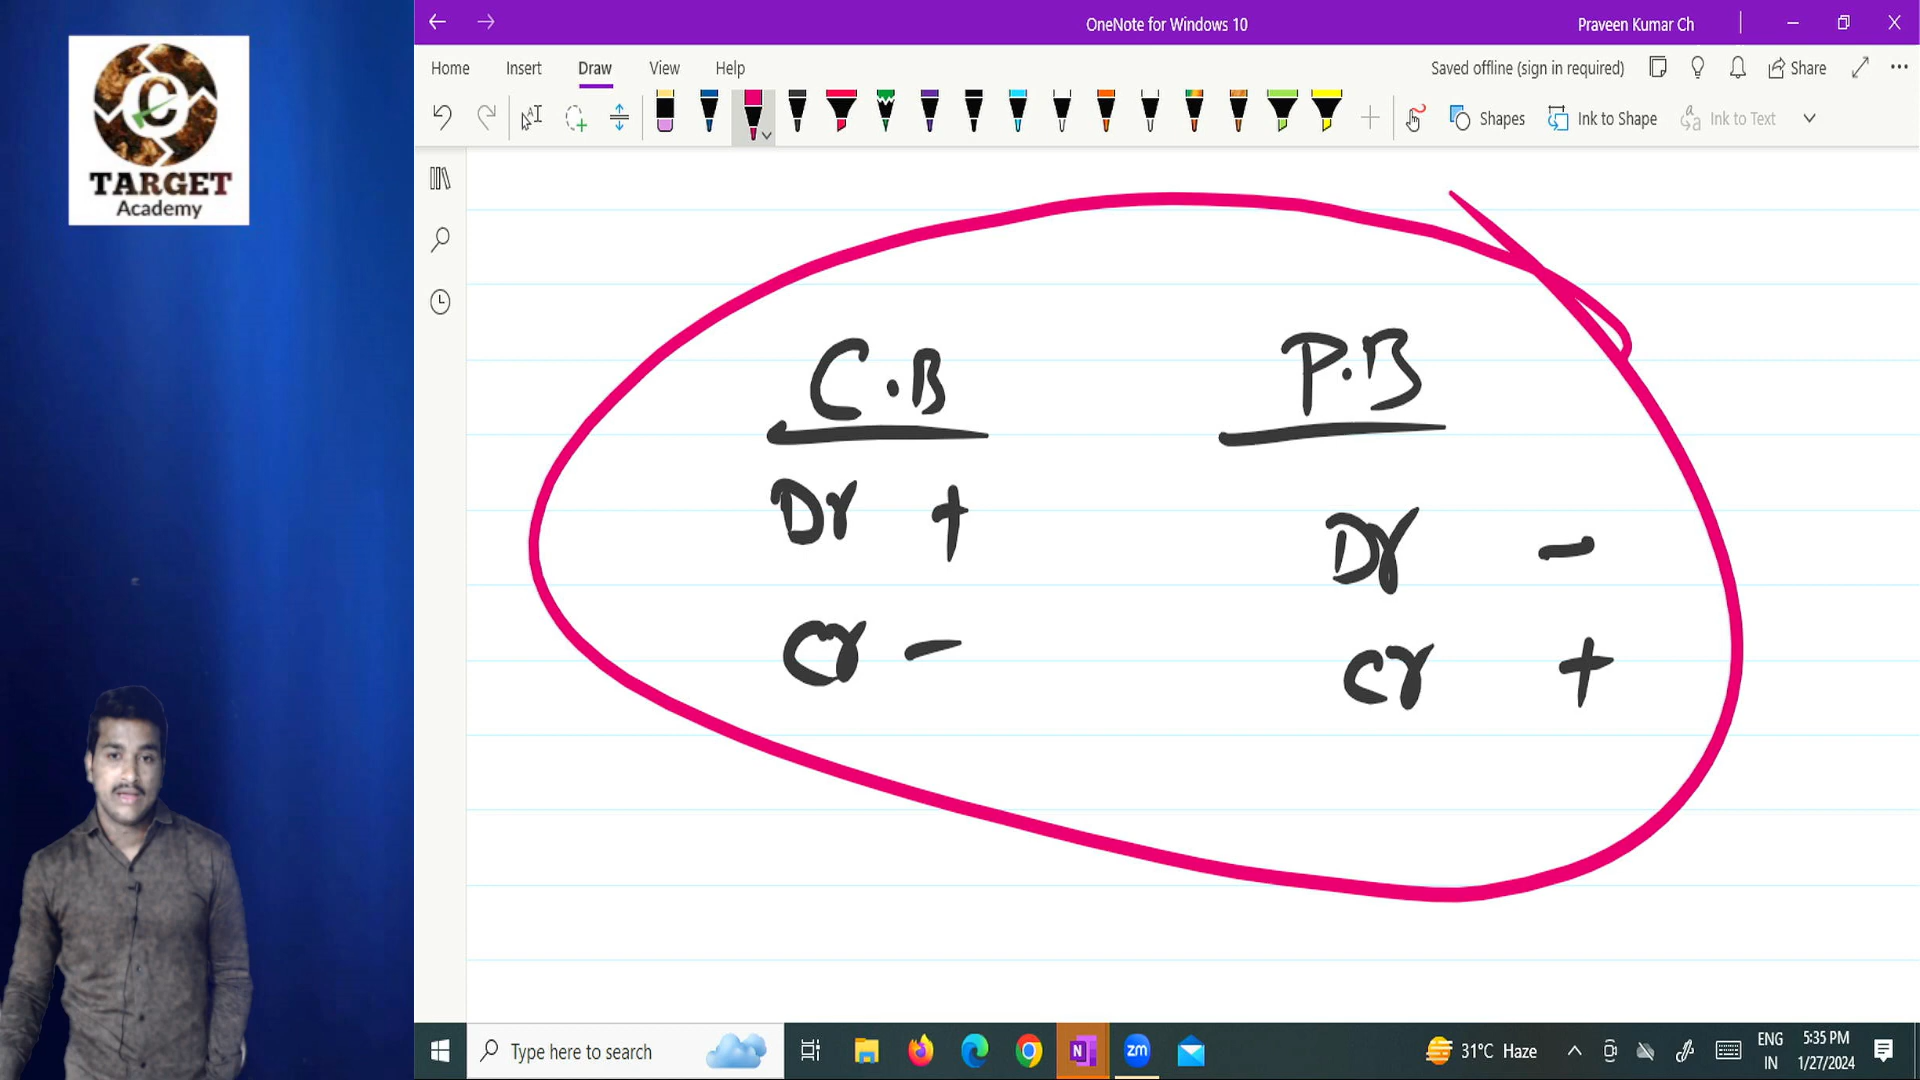 C
TARGET
Academy
OneNote for Windows 10
Praveen Kumar Ch
Home Insert Draw View Help
Saved offline (sign in required)
Share
Shapes
Ink to Shape
Ink to Text
C.B P.B
Dr + Dr -
Cr - Cr +
Type here to search
N
zm
31°C Haze
ENG
IN
5:35 PM
1/27/2024